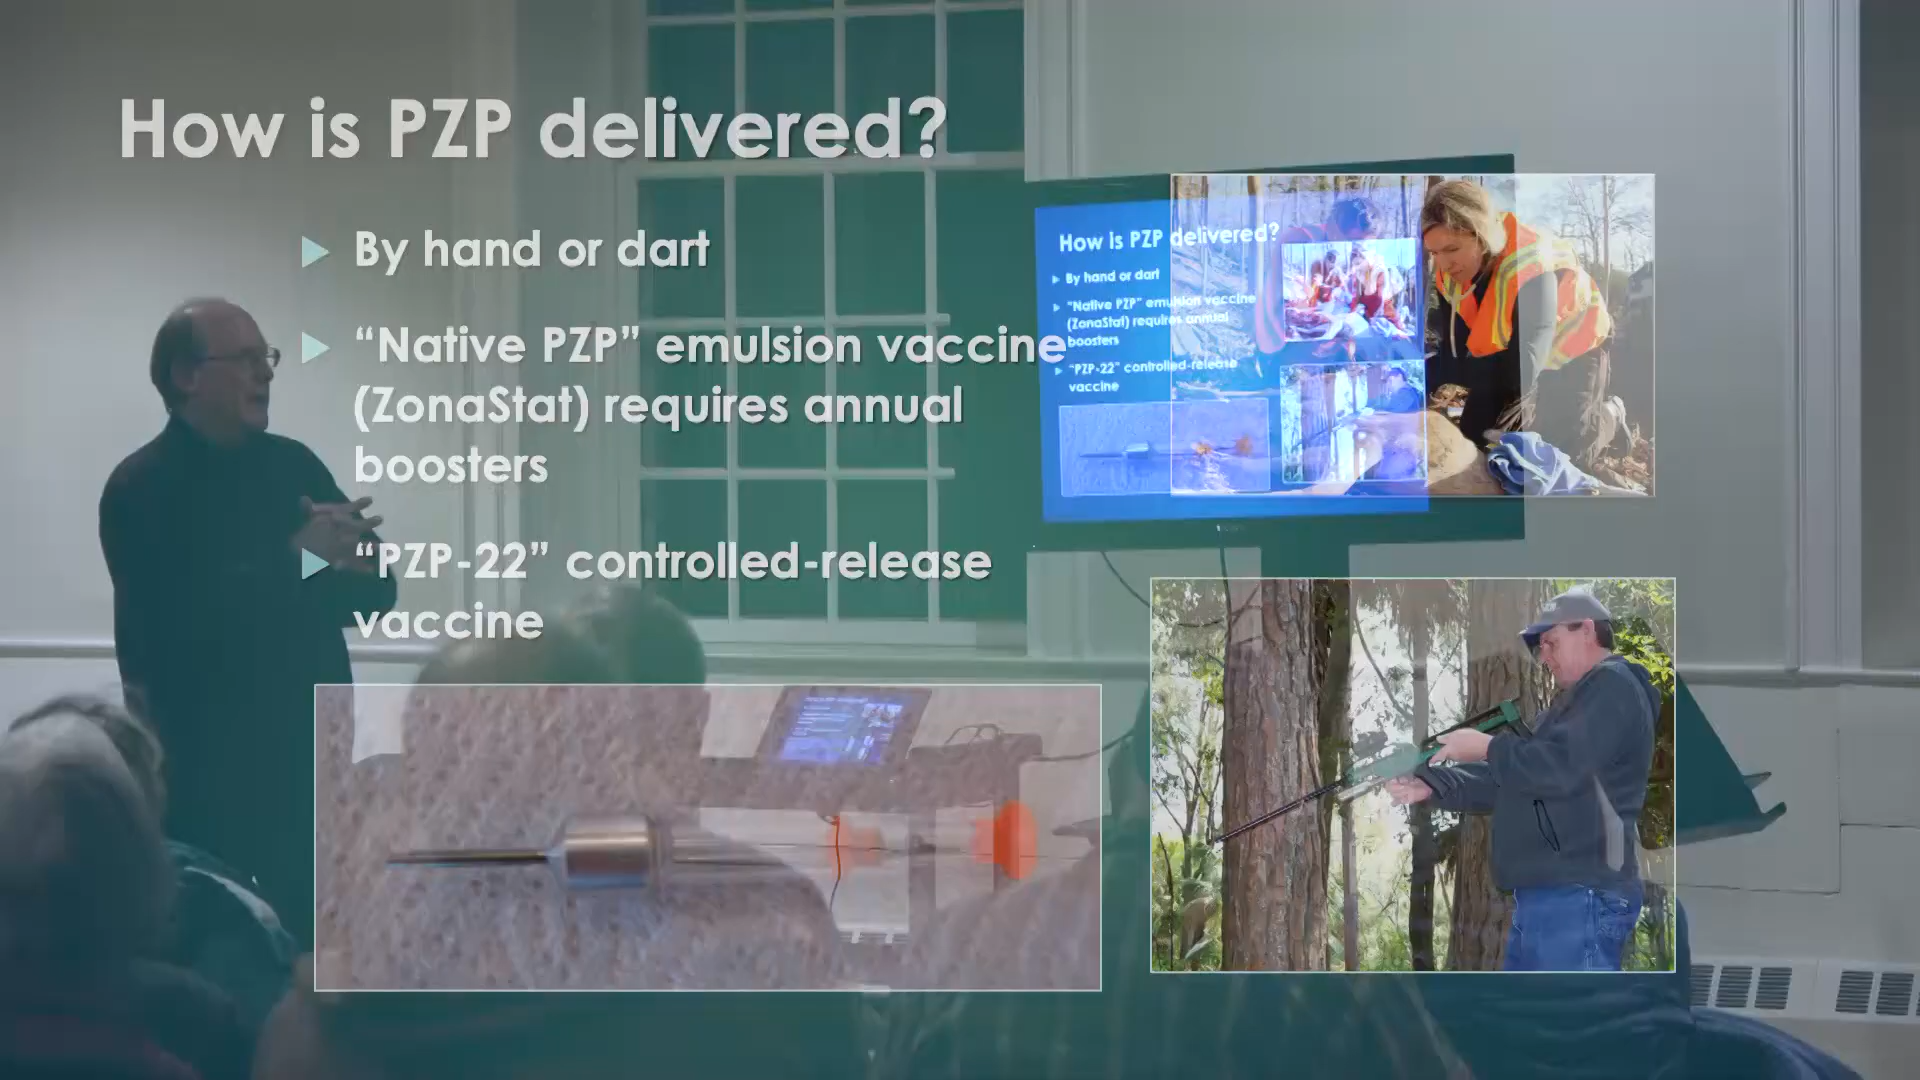 How is PZP delivered?
By hand or dart
“Native PZP” emulsion vaccine
(ZonaStat) requires annual
boosters
“PZP-22” controlled-release
vaccine
How is PZP delivered?
By hand or dart
“Native PZP” emulsion vaccine
(ZonaStat) requires annual
boosters
“PZP-22” controlled-release
vaccine